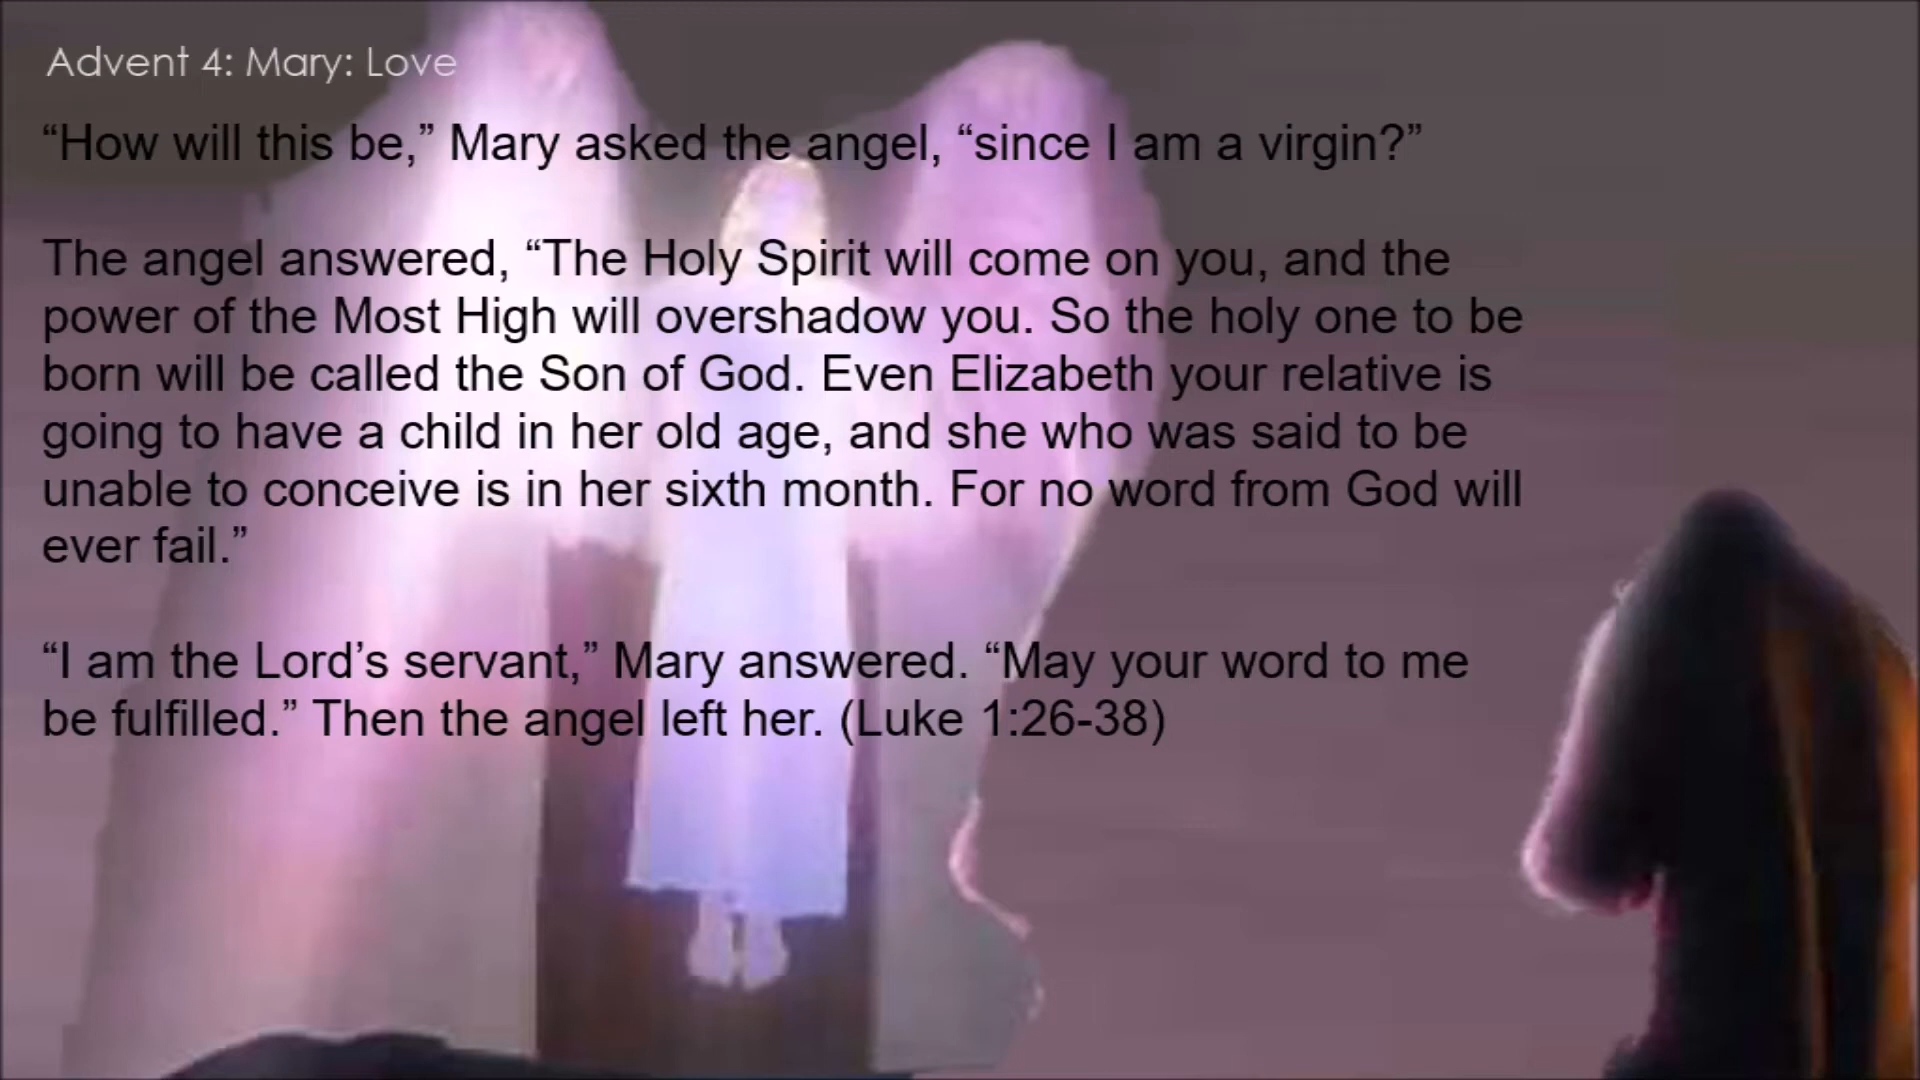 Advent 4: Mary: Love
“How will this be,” Mary asked the angel, “since I am a virgin?”
The angel answered, “The Holy Spirit will come on you, and the
power of the Most High will overshadow you. So the holy one to be
born will be called the Son of God. Even Elizabeth your relative is
going to have a child in her old age, and she who was said to be
unable to conceive is in her sixth month. For no word from God will
ever fail.”
“I am the Lord’s servant,” Mary answered. “May your word to me
be fulfilled.” Then the angel left her. (Luke 1:26-38)